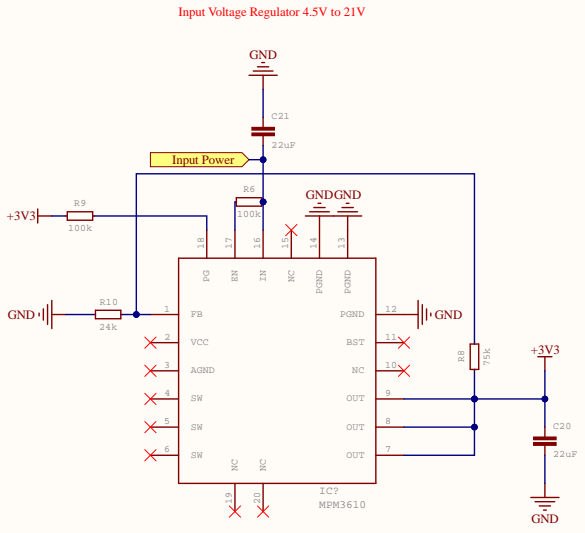 Input Voltage Regulator 4.5V to 21V
GND
C21
22uF
Input Power
R6
100k
GND GND
R9
+3V3
100k
18
17
16
15
14
13
PG
EN
IN
NC
PGND
PGND
R10
GND
24k
1
FB
2
VCC
3
AGND
4
SW
5
SW
6
SW
PGND
12
GND
BST
11
NC
10
OUT
9
OUT
8
OUT
7
R8
75k
+3V3
C20
22uF
GND
NC
NC
19
20
IC?
MPM3610